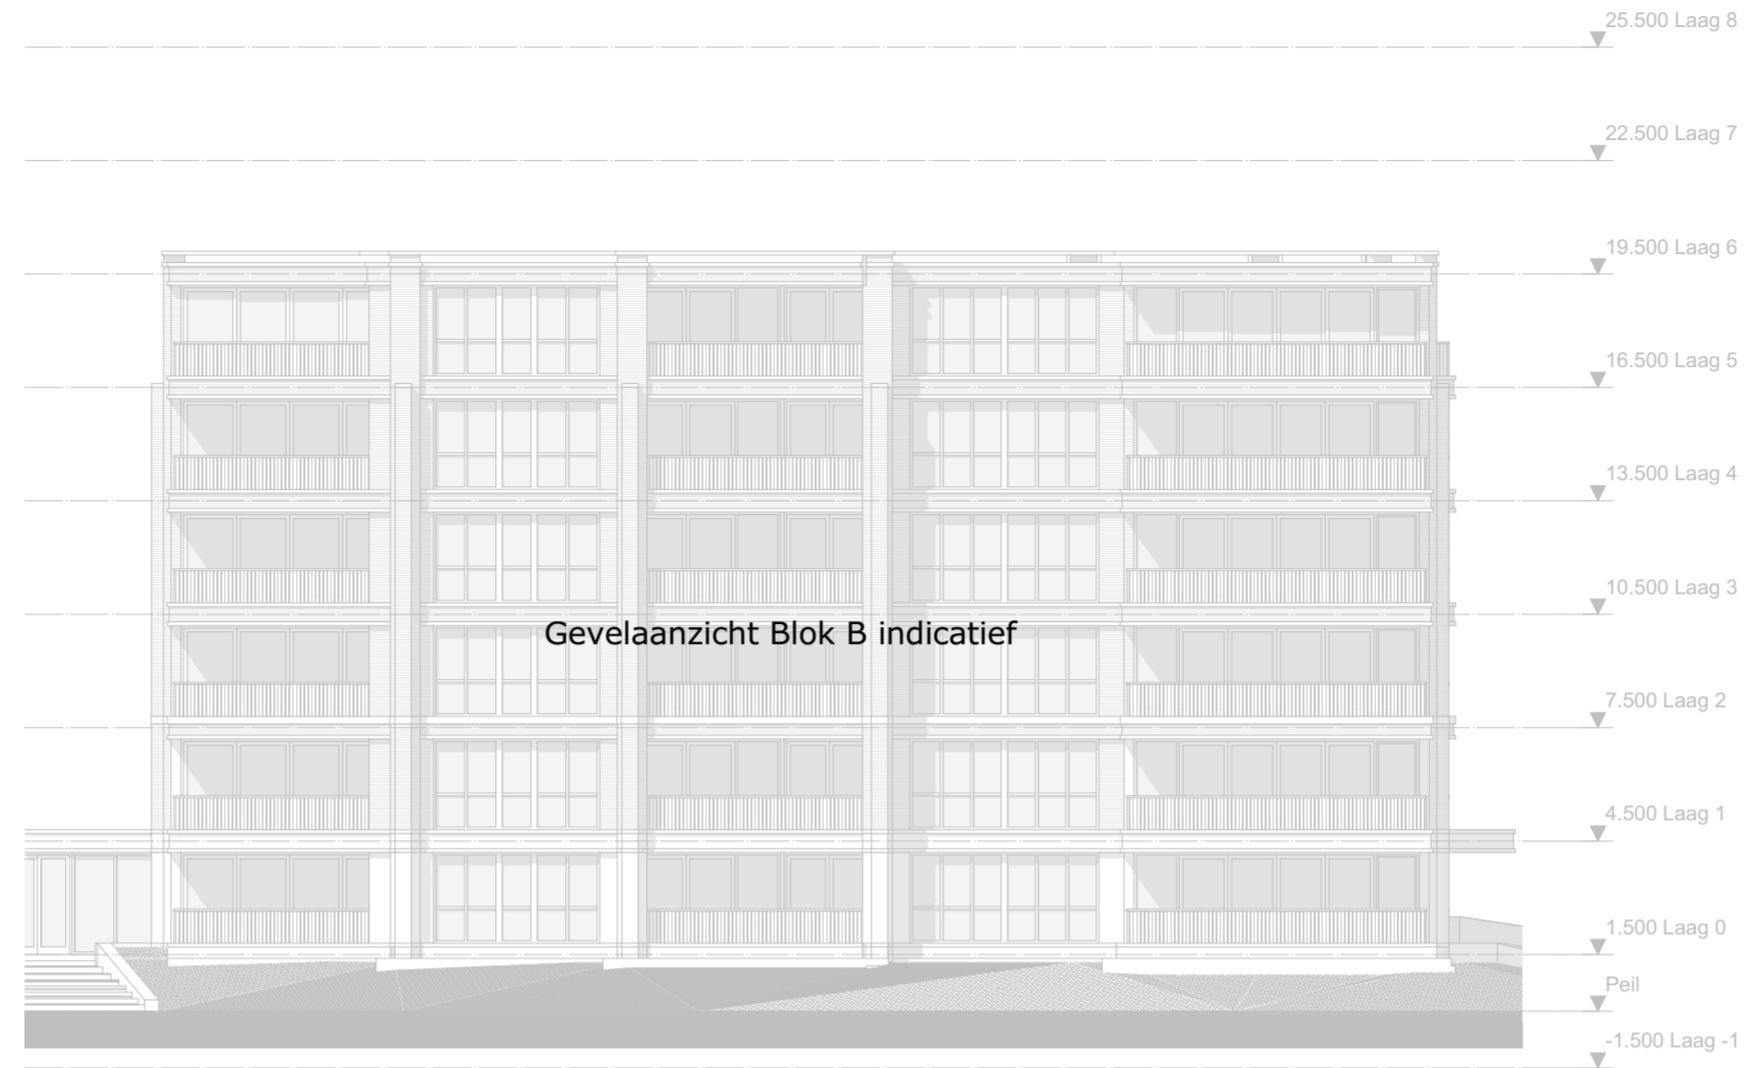 25.500 Laag 8
22.500 Laag 7
19.500 Laag 6
16.500 Laag 5
13.500 Laag 4
10.500 Laag 3
Gevelaanzicht Blok B indicatief
7.500 Laag 2
4.500 Laag 1
1.500 Laag 0
Peil
-1.500 Laag -1